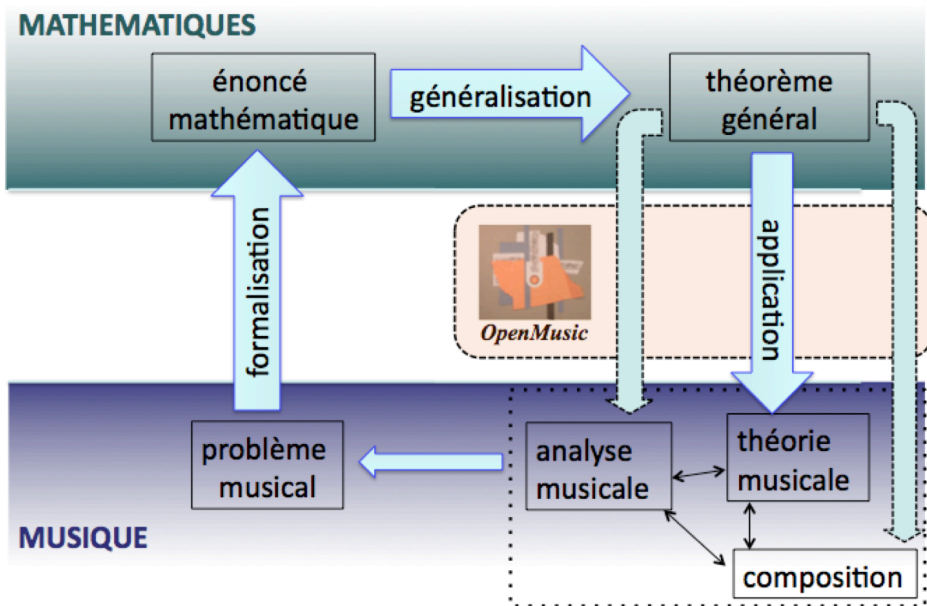 MATHEMATIQUES
énoncé
mathématique
généralisation
théorème
général
formalisation
application
OpenMusic
problème
musical
analyse
musicale
théorie
musicale
MUSIQUE
composition